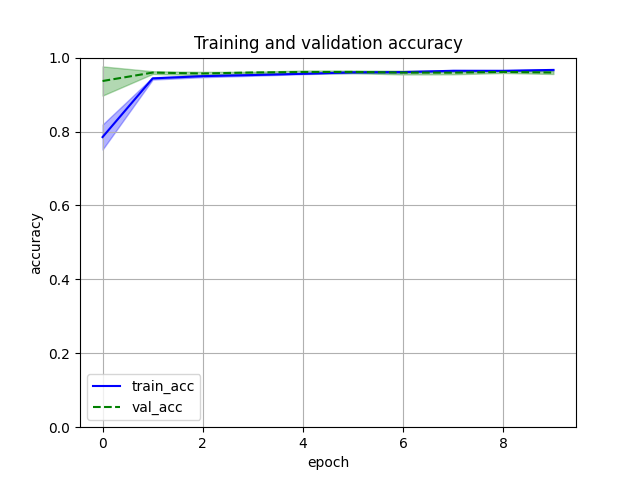 Training and validation accuracy
1.0
0.8
0.6
0.4
0.2
0.0
accuracy
train_acc
val_acc
0 2 4 6 8
epoch